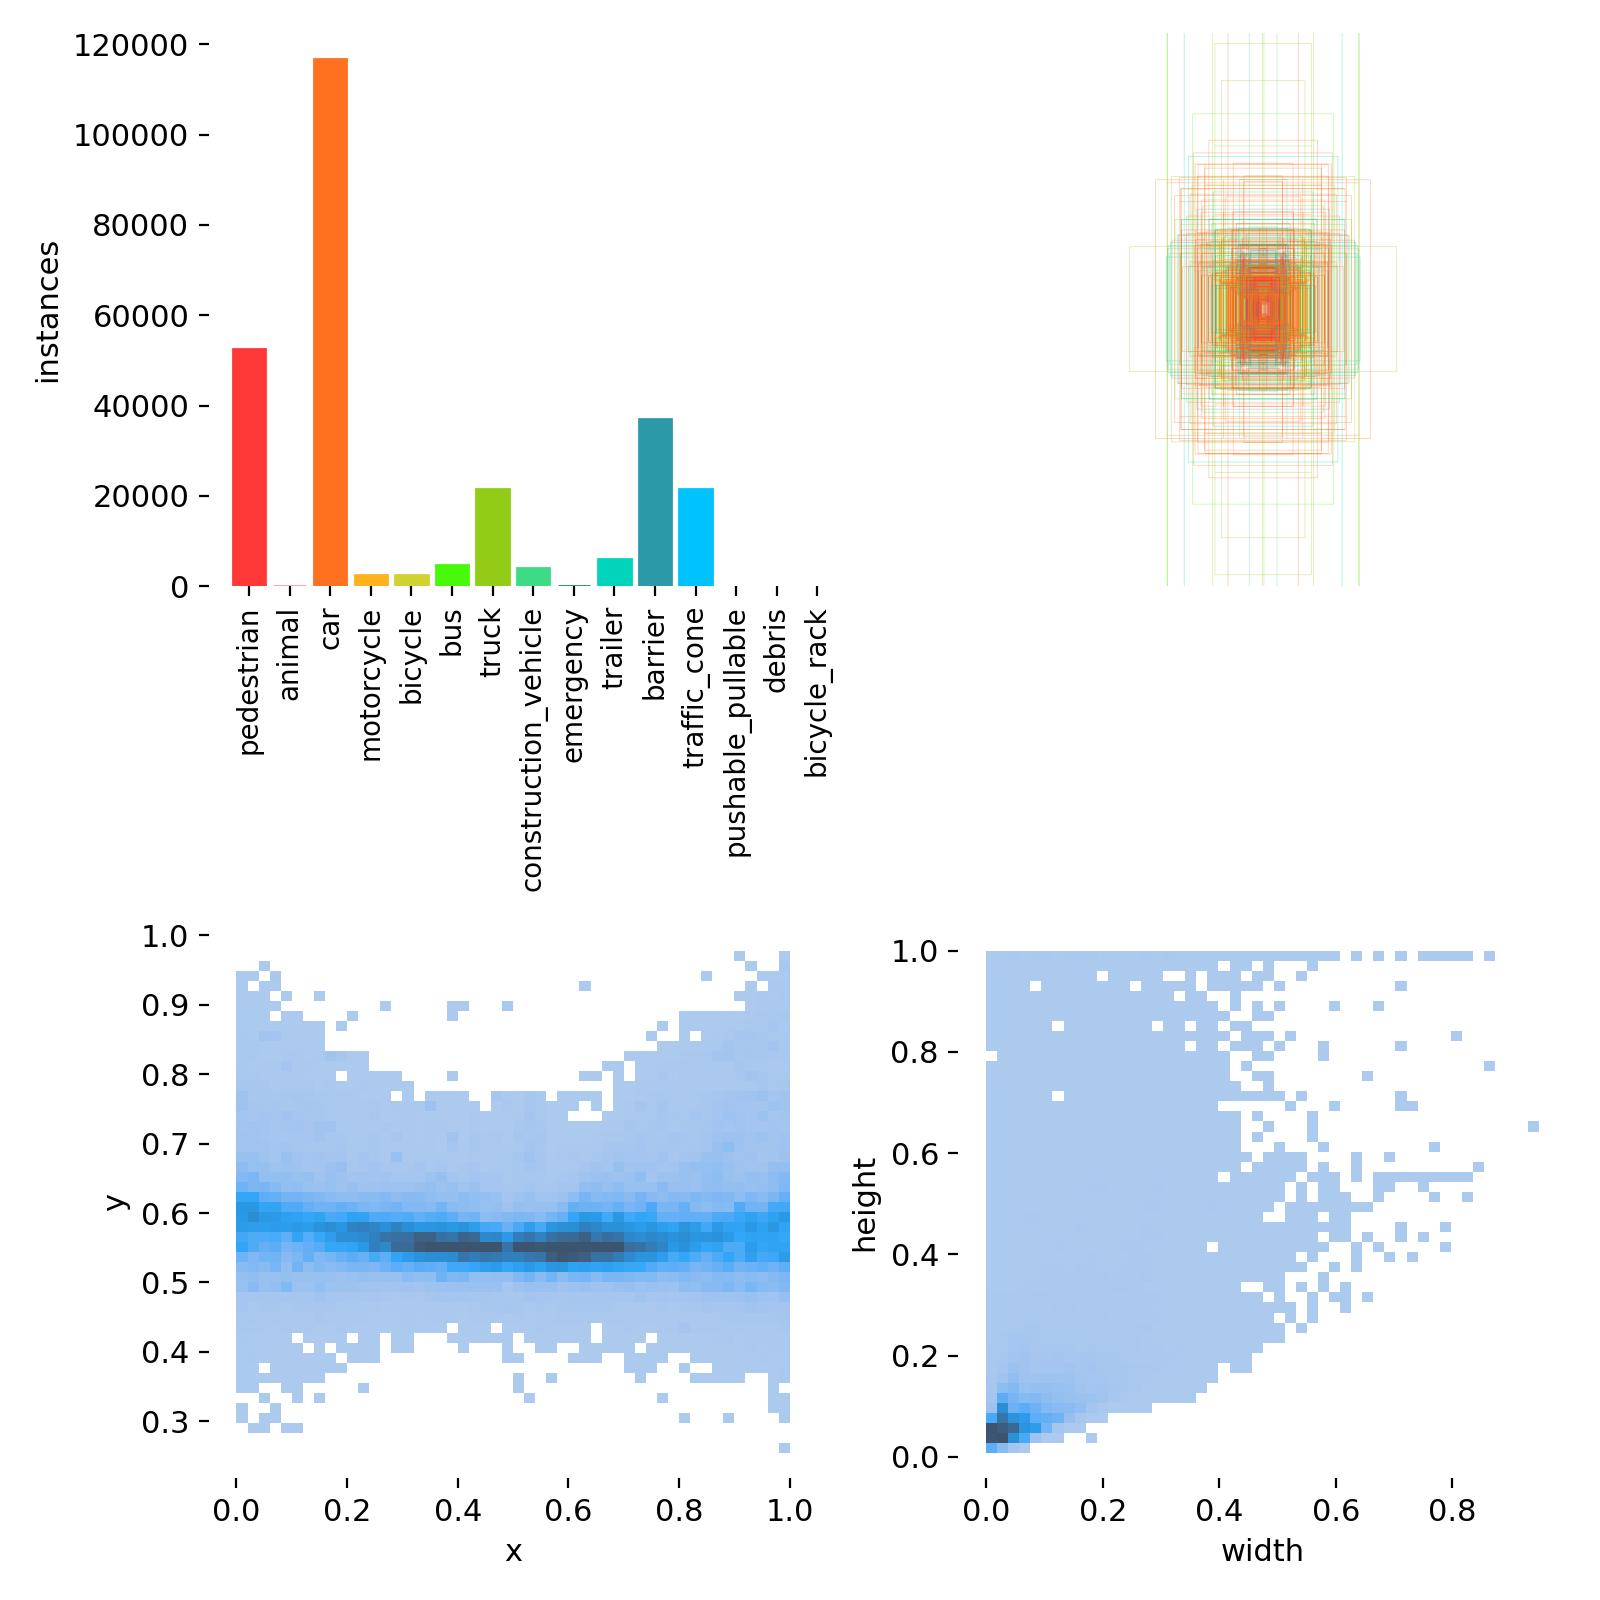 120000
100000
80000
60000
40000
20000
0
instances
pedestrian
animal
car
motorcycle
bicycle
bus
truck
construction_vehicle
emergency
trailer
barrier
traffic_cone
pushable_pullable
debris
bicycle_rack
1.0
0.9
0.8
0.7
0.6
0.5
0.4
0.3
y
0.0 0.2 0.4 0.6 0.8 1.0
x
1.0
0.8
0.6
0.4
0.2
0.0
height
0.0 0.2 0.4 0.6 0.8
width